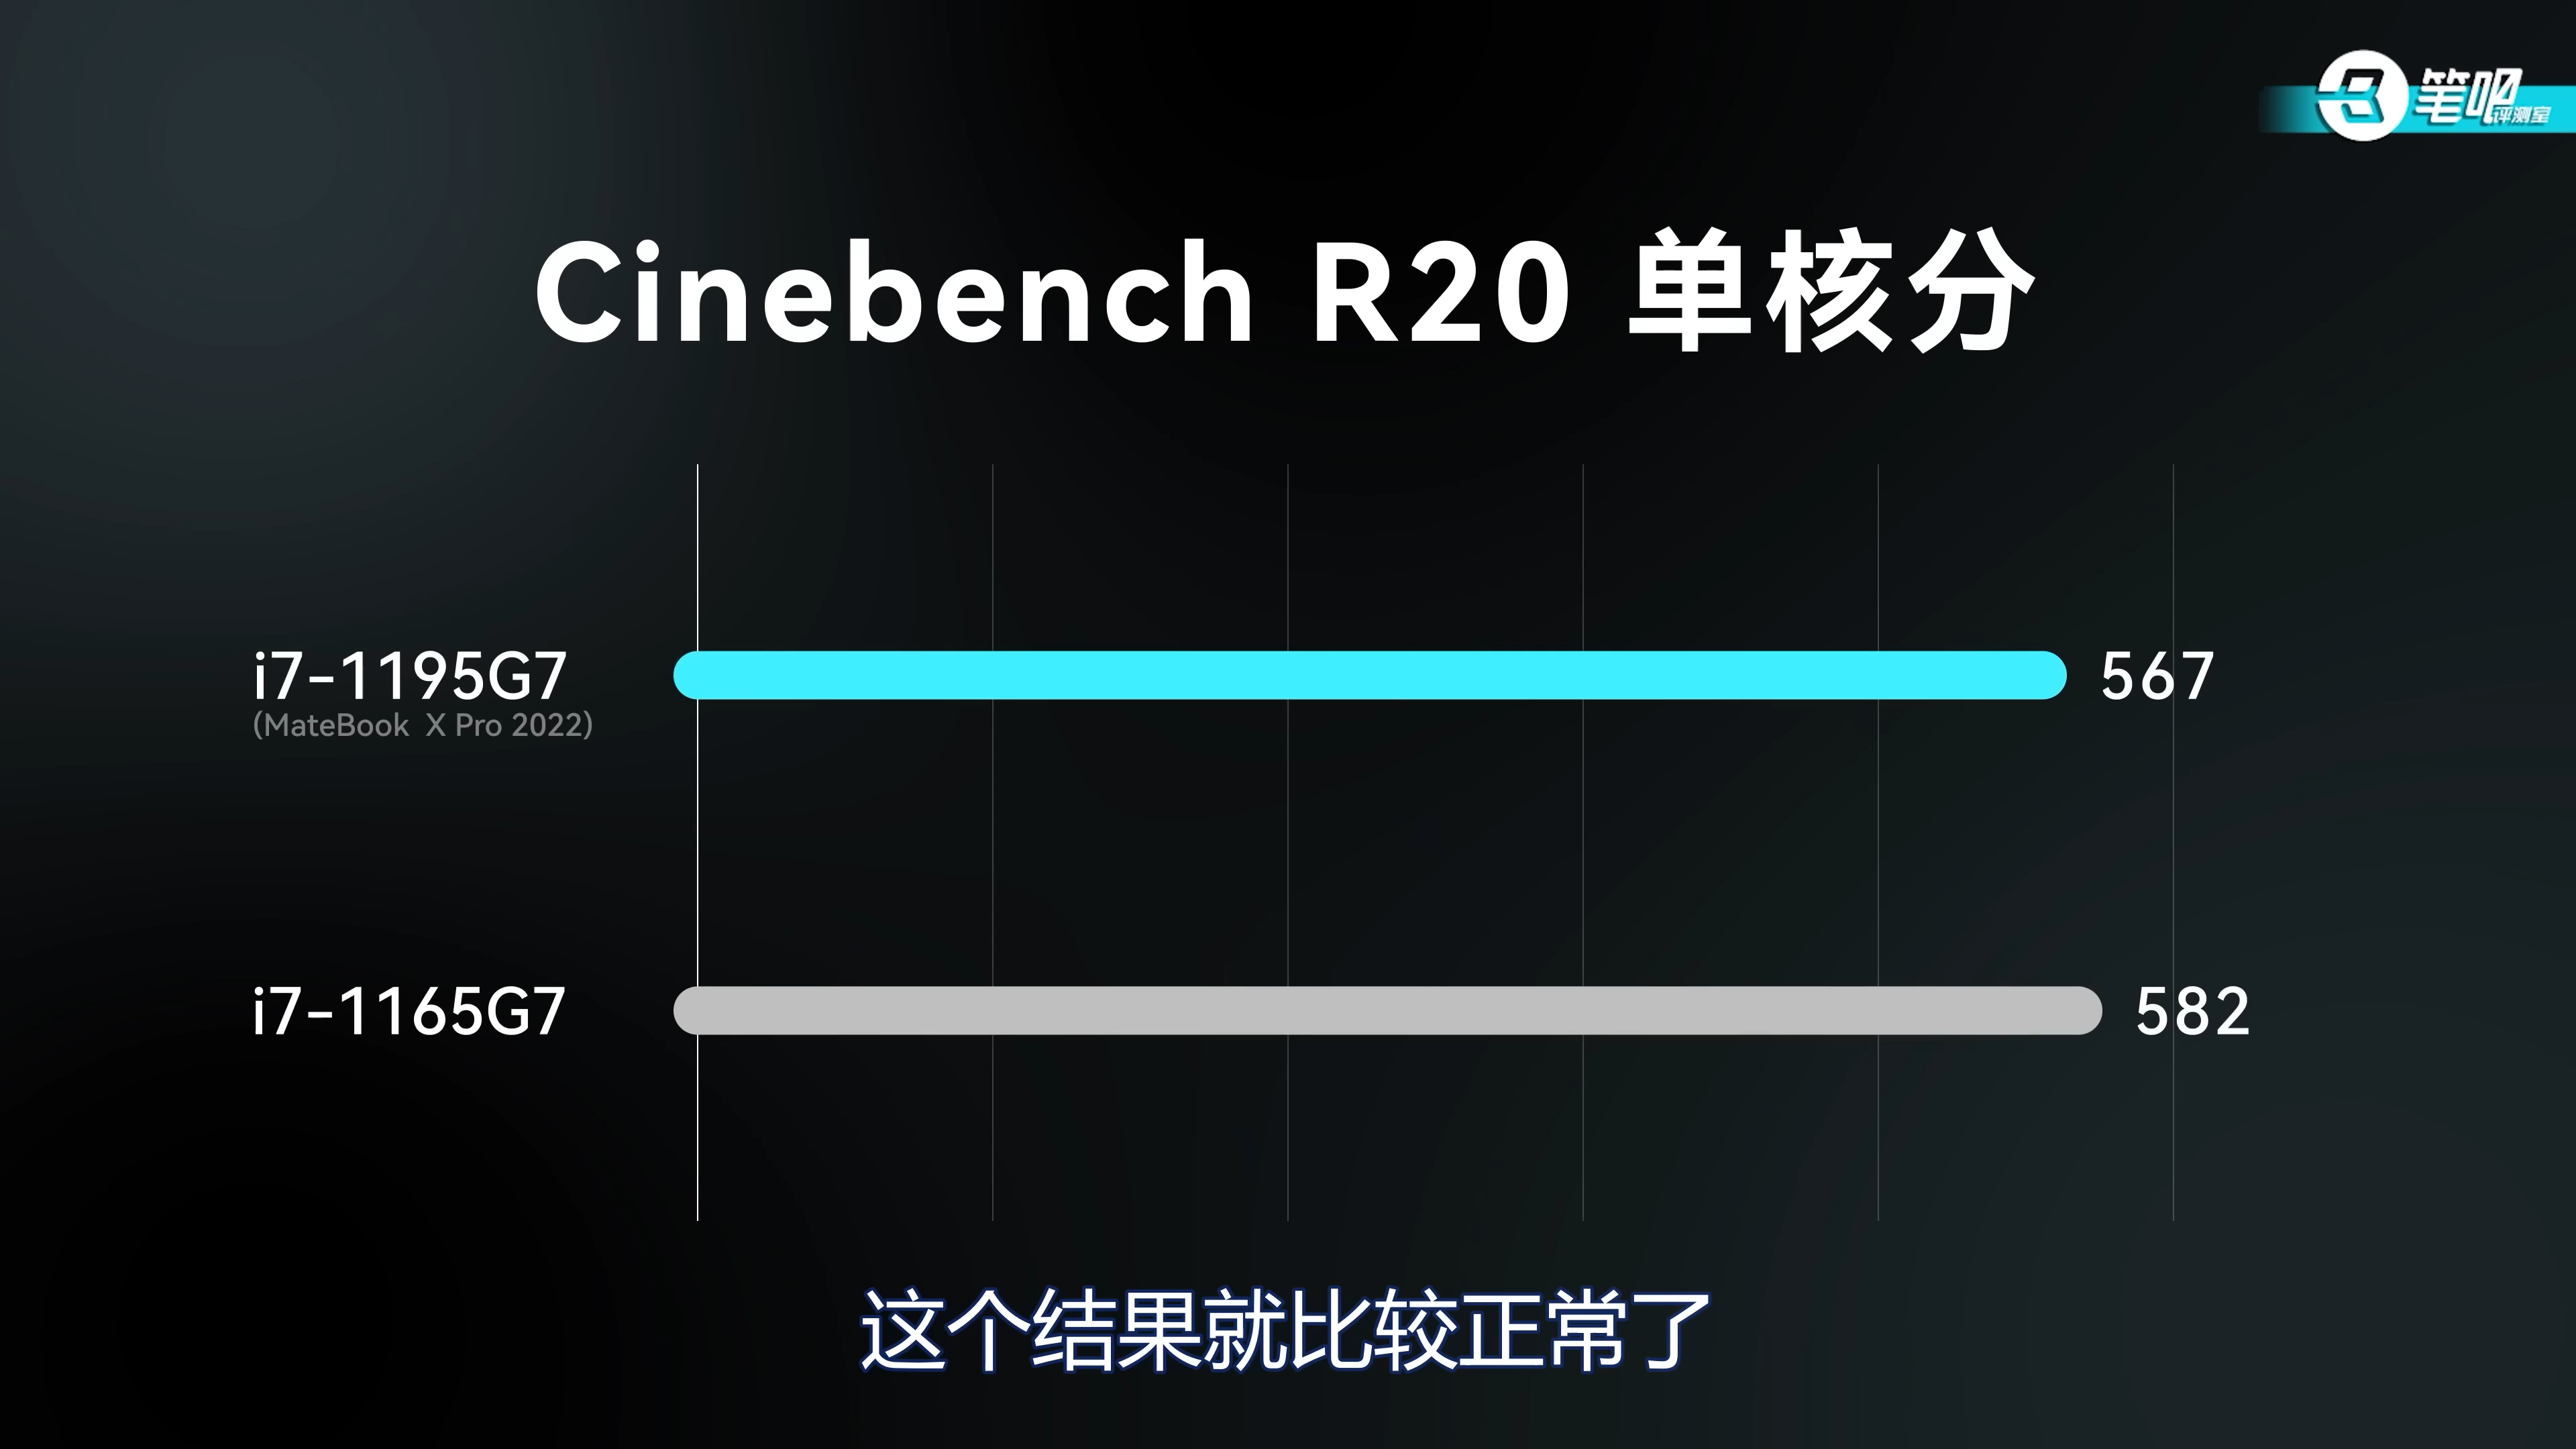 笔吧
评测室
Cinebench R20 单核分
i7-1195G7
567
(MateBook X Pro 2022)
i7-1165G7
582
这个结果就比较正常了